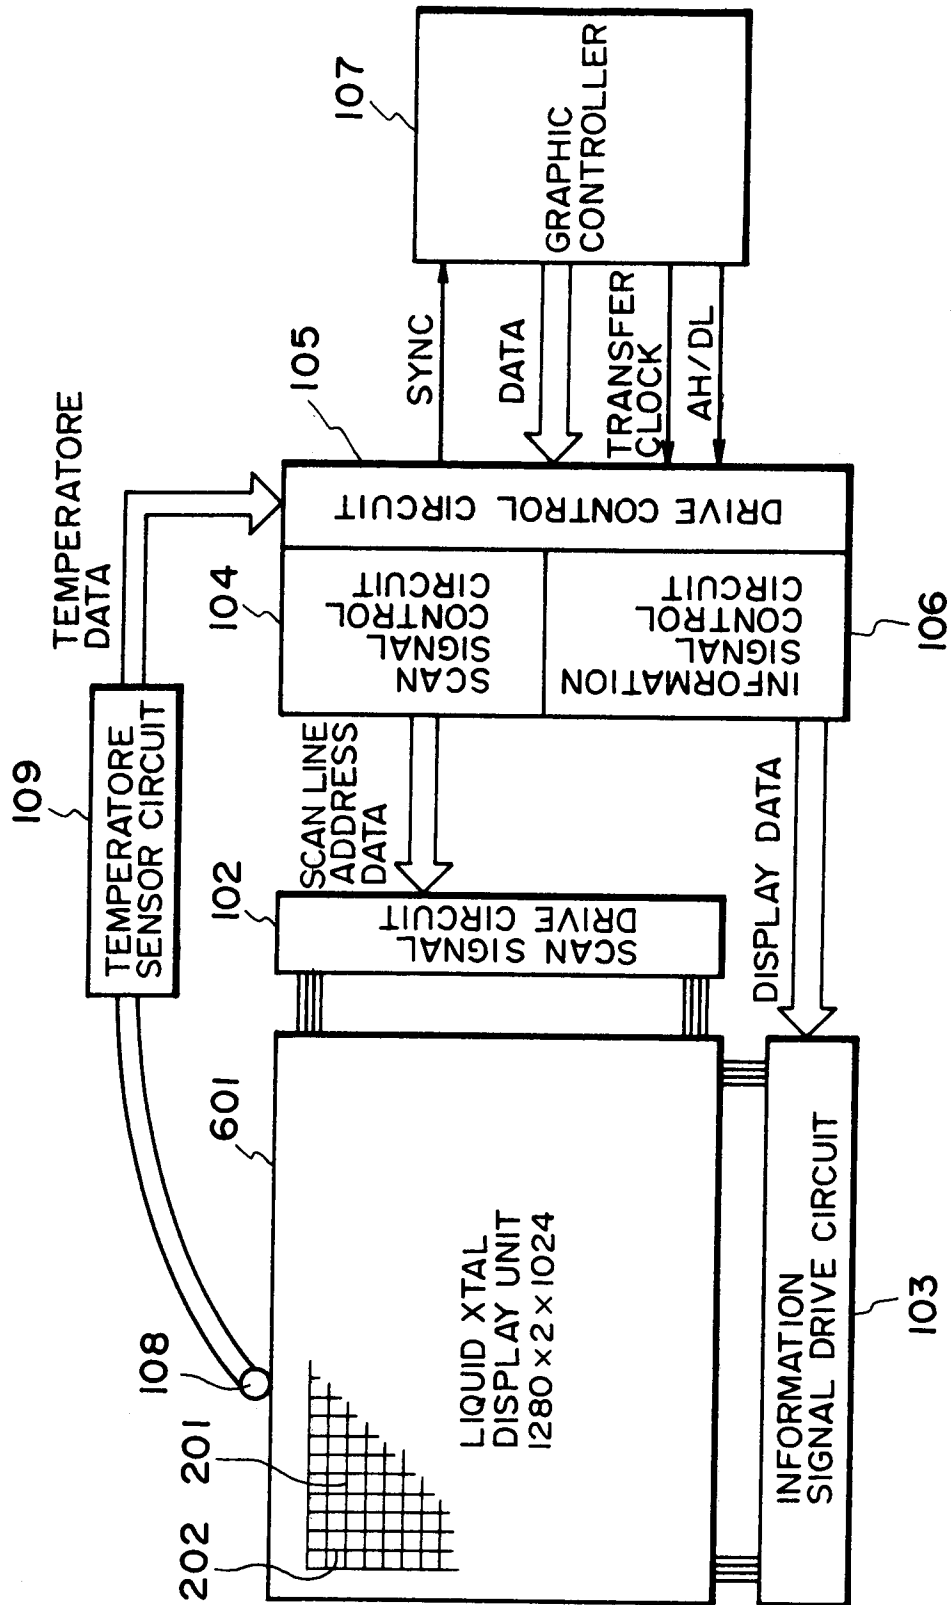 107
GRAPHIC
CONTROLLER
SYNC
DATA
TRANSFER
CLOCK
AH/DL
105
DRIVE CONTROL CIRCUIT
TEMPERATORE
DATA
104
SCAN
SIGNAL
CONTROL
CIRCUIT
INFORMATION
SIGNAL
CONTROL
CIRCUIT
106
109
TEMPERATORE
SENSOR CIRCUIT
SCAN LINE
ADDRESS
DATA
DISPLAY DATA
102
SCAN SIGNAL
DRIVE CIRCUIT
601
LIQUID XTAL
DISPLAY UNIT
1280×2×1024
108
201
202
INFORMATION
SIGNAL DRIVE CIRCUIT
103